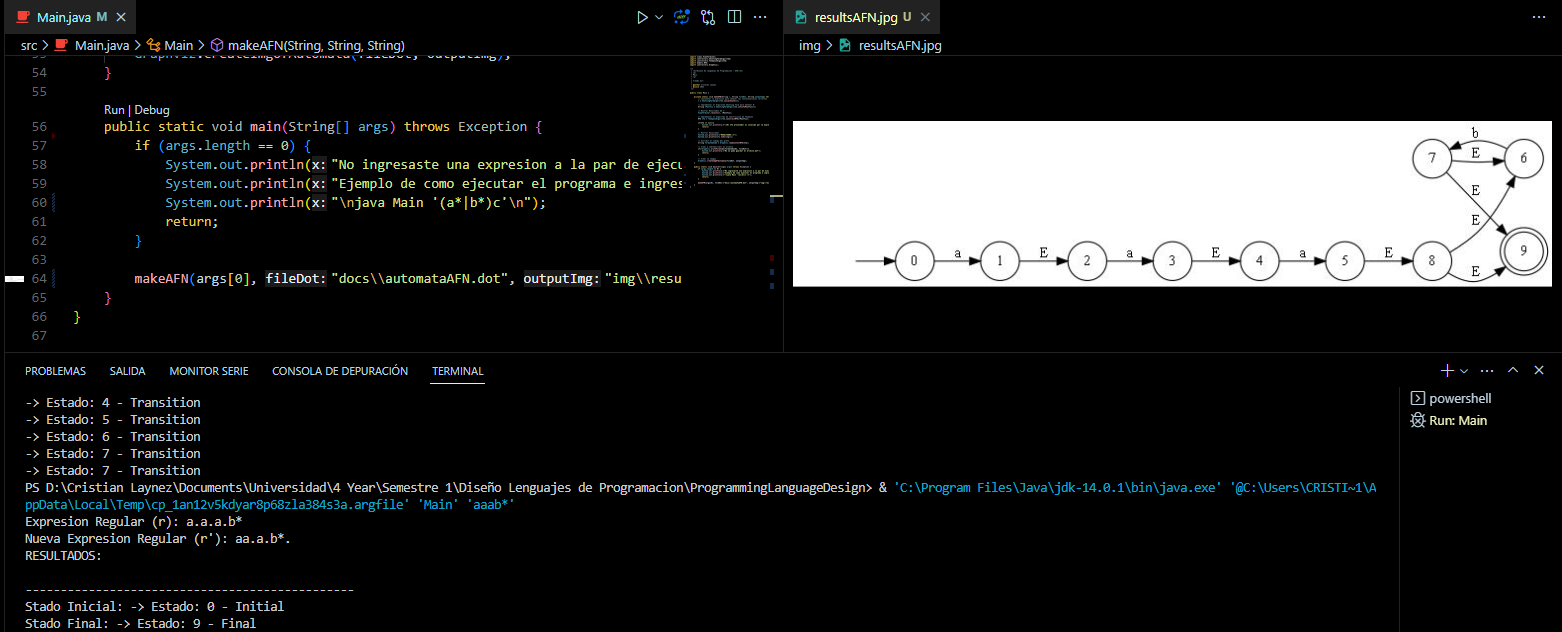 Main.java M
src > Main.java > Main > makeAFN(String, String, String)
54 }
55
Run | Debug
56 public static void main(String[] args) throws Exception {
57 if (args.length == 0) {
58 System.out.println(x: "No ingresaste una expresion a la par de ejecu
59 System.out.println(x: "Ejemplo de como ejecutar el programa e ingres
60 System.out.println(x: "\njava Main '(a*|b*)c'\n");
61 return;
62 }
63
64 makeAFN(args[0], fileDot: "docs\\automataAFN.dot", outputImg: "img\\resu
65 }
66 }
67
resultsAFN.jpg U
img > resultsAFN.jpg
b
7 E 6
E
E
9
0 a 1 E 2 a 3 E 4 a 5 E 8
E
PROBLEMAS SALIDA MONITOR SERIE CONSOLA DE DEPURACIÓN TERMINAL
powershell
Run: Main
-> Estado: 4 - Transition
-> Estado: 5 - Transition
-> Estado: 6 - Transition
-> Estado: 7 - Transition
-> Estado: 7 - Transition
PS D:\Cristian Laynez\Documents\Universidad\4 Year\Semestre 1\Diseño Lenguajes de Programacion\ProgrammingLanguageDesign> & 'C:\Program Files\Java\jdk-14.0.1\bin\java.exe' '@C:\Users\CRISTI~1\A
ppData\Local\Temp\cp_1an12v5kdyar8p68zla384s3a.argfile' 'Main' 'aaab*'
Expresion Regular (r): a.a.a.b*
Nueva Expresion Regular (r'): aa.a.b*.
RESULTADOS:
-----------------------------------------------
Stado Inicial: -> Estado: 0 - Initial
Stado Final: -> Estado: 9 - Final